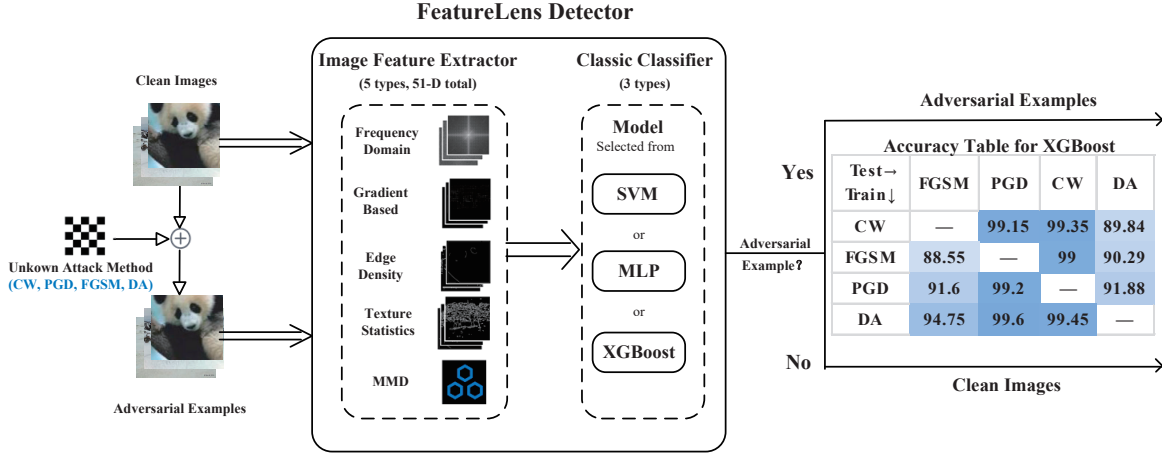 FeatureLens Detector
Clean Images
Unkown Attack Method
(CW, PGD, FGSM, DA)
Adversarial Examples
Image Feature Extractor
(5 types, 51-D total)
Frequency
Domain
Gradient
Based
Edge
Density
Texture
Statistics
MMD
Classic Classifier
(3 types)
Model
Selected from
SVM
or
MLP
or
XGBoost
Adversarial
Example?
Yes
No
Adversarial Examples
Accuracy Table for XGBoost
Test→ FGSM PGD CW DA
Train↓
CW — 99.15 99.35 89.84
FGSM 88.55 — 99 90.29
PGD 91.6 99.2 — 91.88
DA 94.75 99.6 99.45 —
Clean Images